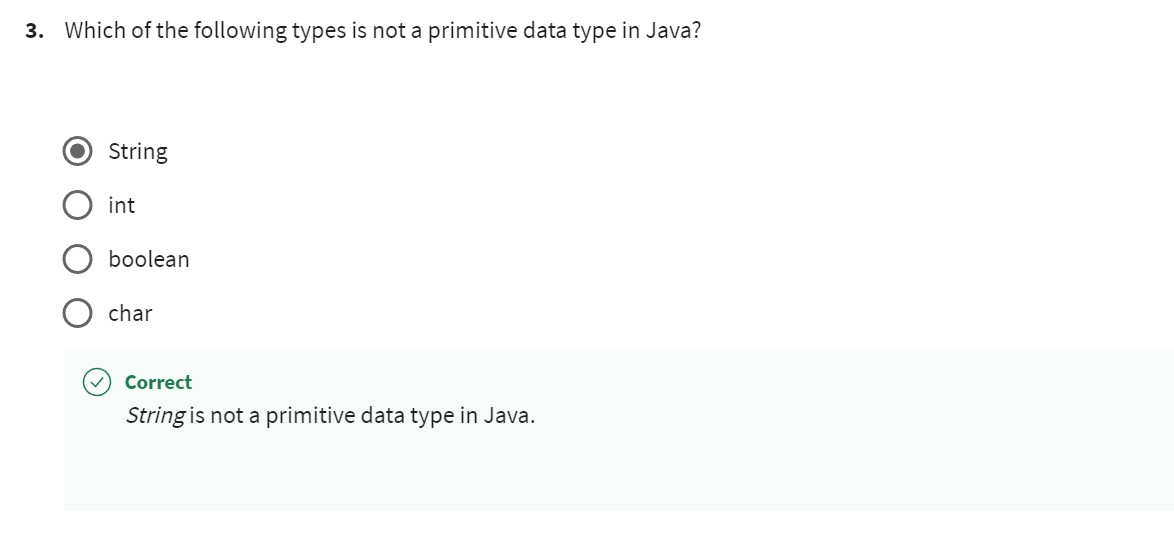 3. Which of the following types is not a primitive data type in Java?
String
int
boolean
char
Correct
String is not a primitive data type in Java.